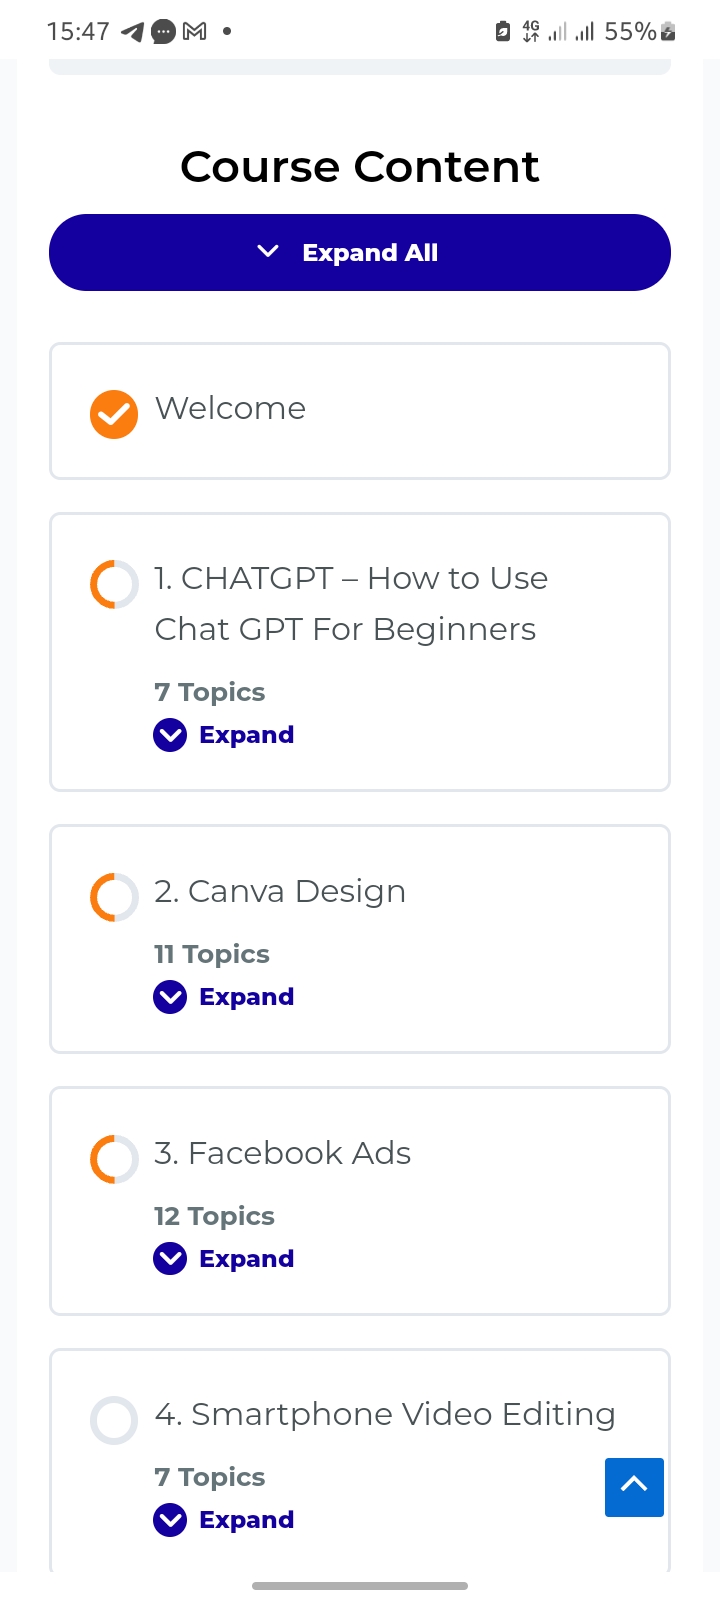 15:47
4G
55%
Course Content
Expand All
Welcome
1. CHATGPT – How to Use
Chat GPT For Beginners
7 Topics
Expand
2. Canva Design
11 Topics
Expand
3. Facebook Ads
12 Topics
Expand
4. Smartphone Video Editing
7 Topics
Expand